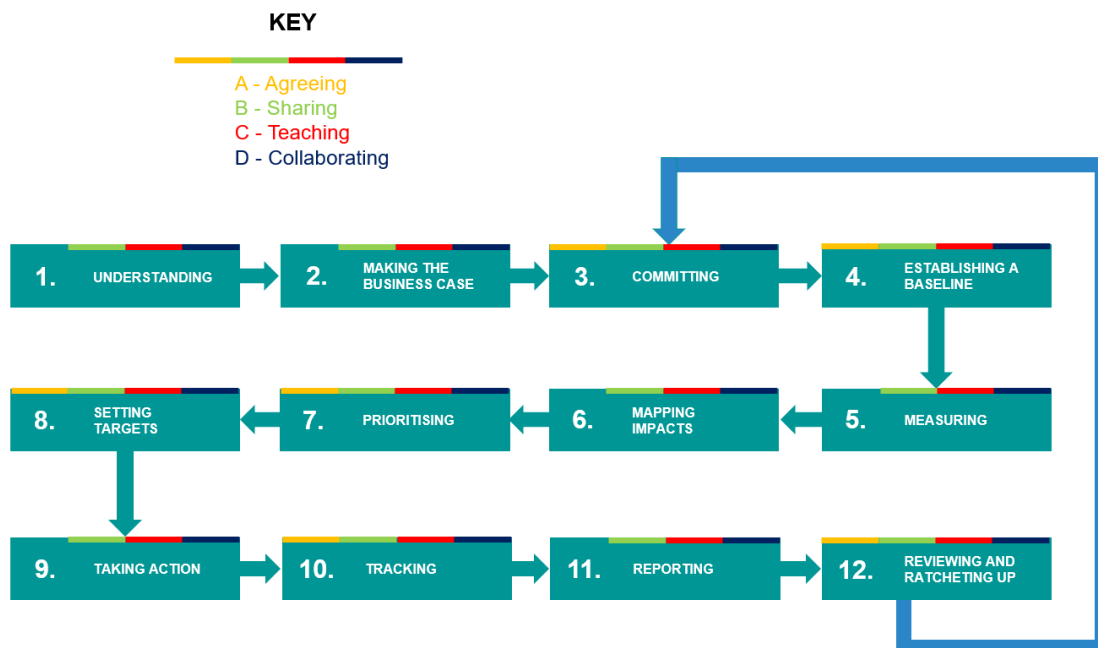 KEY
A - Agreeing
B - Sharing
C - Teaching
D - Collaborating
1. UNDERSTANDING
2. MAKING THE
BUSINESS CASE
3. COMMITTING
4. ESTABLISHING A
BASELINE
8. SETTING
TARGETS
7. PRIORITISING
6. MAPPING
IMPACTS
5. MEASURING
9. TAKING ACTION
10. TRACKING
11. REPORTING
12. REVIEWING AND
RATCHETING UP